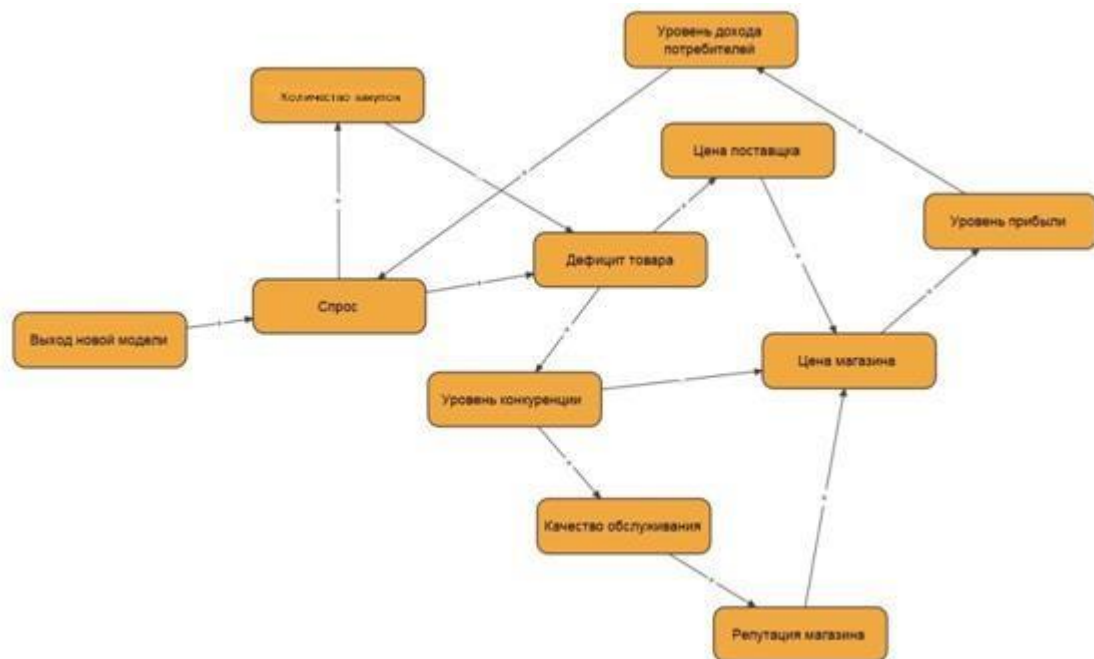 Уровень дохода
потребителей
Количество закупок
Цена поставщка
Уровень прибыли
Дефицит товара
Спрос
Выход новой модели
Цена магазина
Уровень конкуренции
Качество обслуживания
Репутация магазина